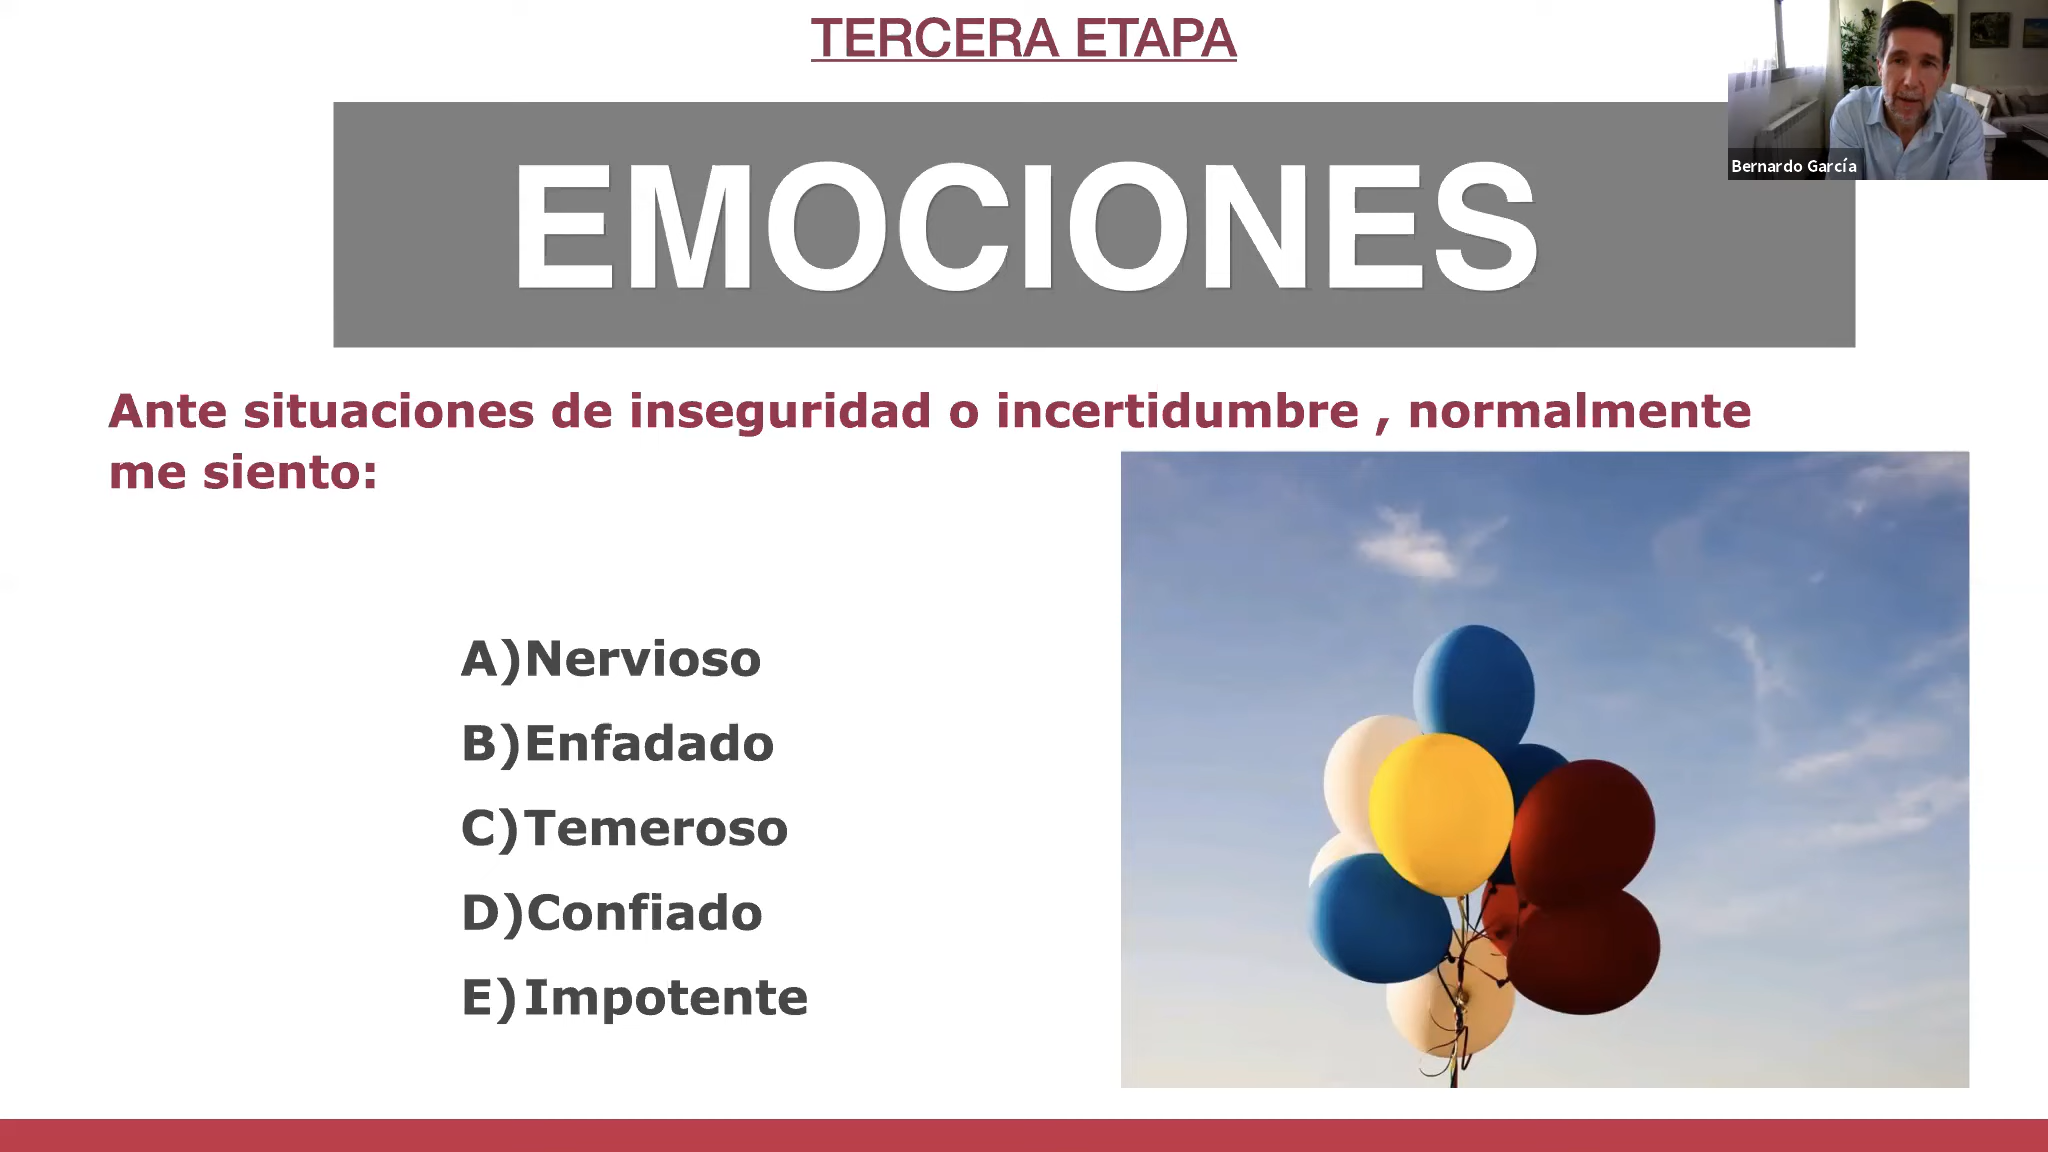 TERCERA ETAPA
EMOCIONES
Bernardo García
Ante situaciones de inseguridad o incertidumbre , normalmente
me siento:
A)Nervioso
B)Enfadado
C)Temeroso
D)Confiado
E)Impotente